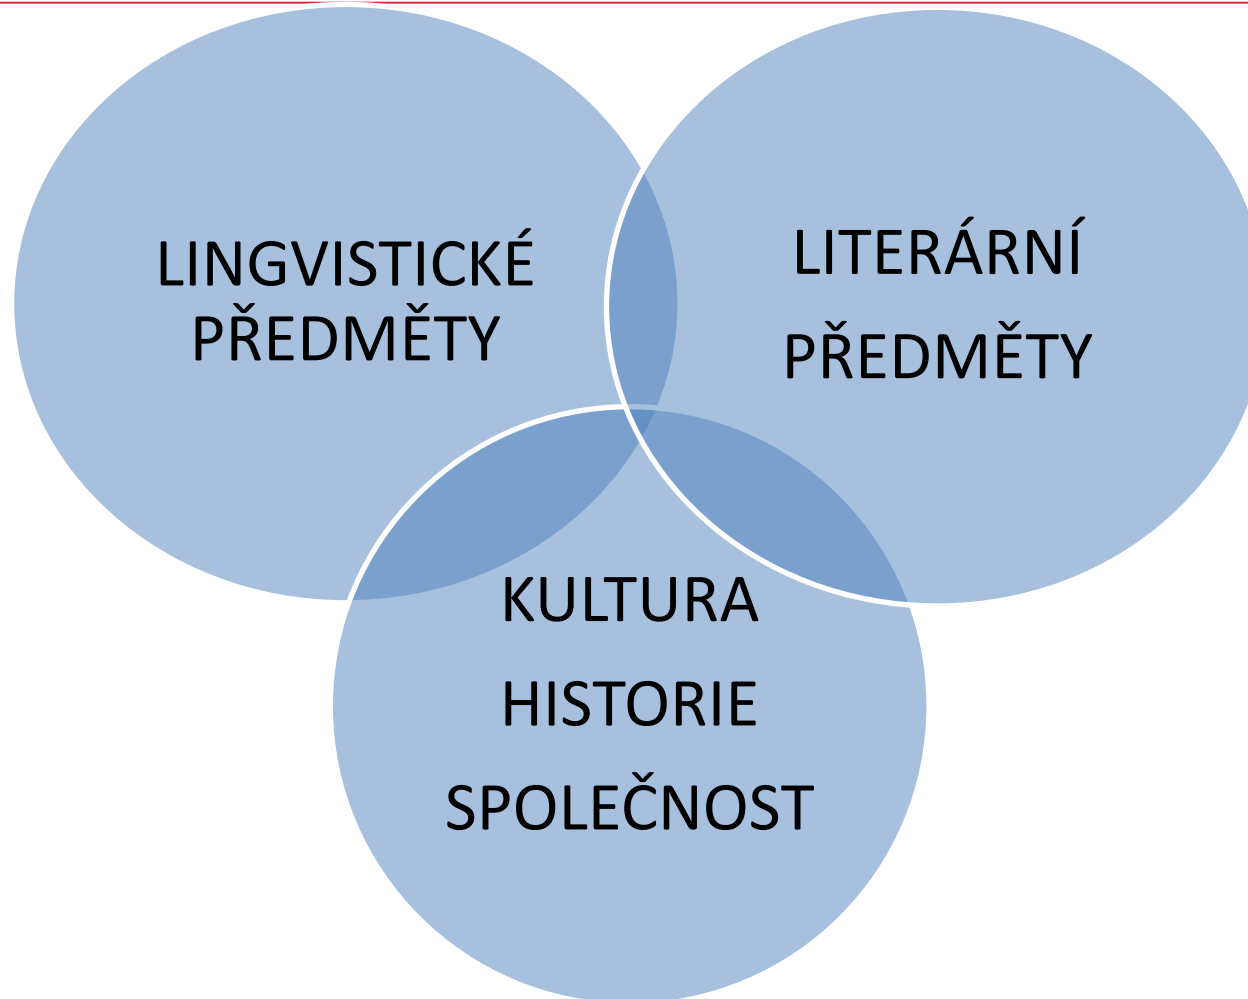 LINGVISTICKÉ
PŘEDMĚTY
LITERÁRNÍ
PŘEDMĚTY
KULTURA
HISTORIE
SPOLEČNOST